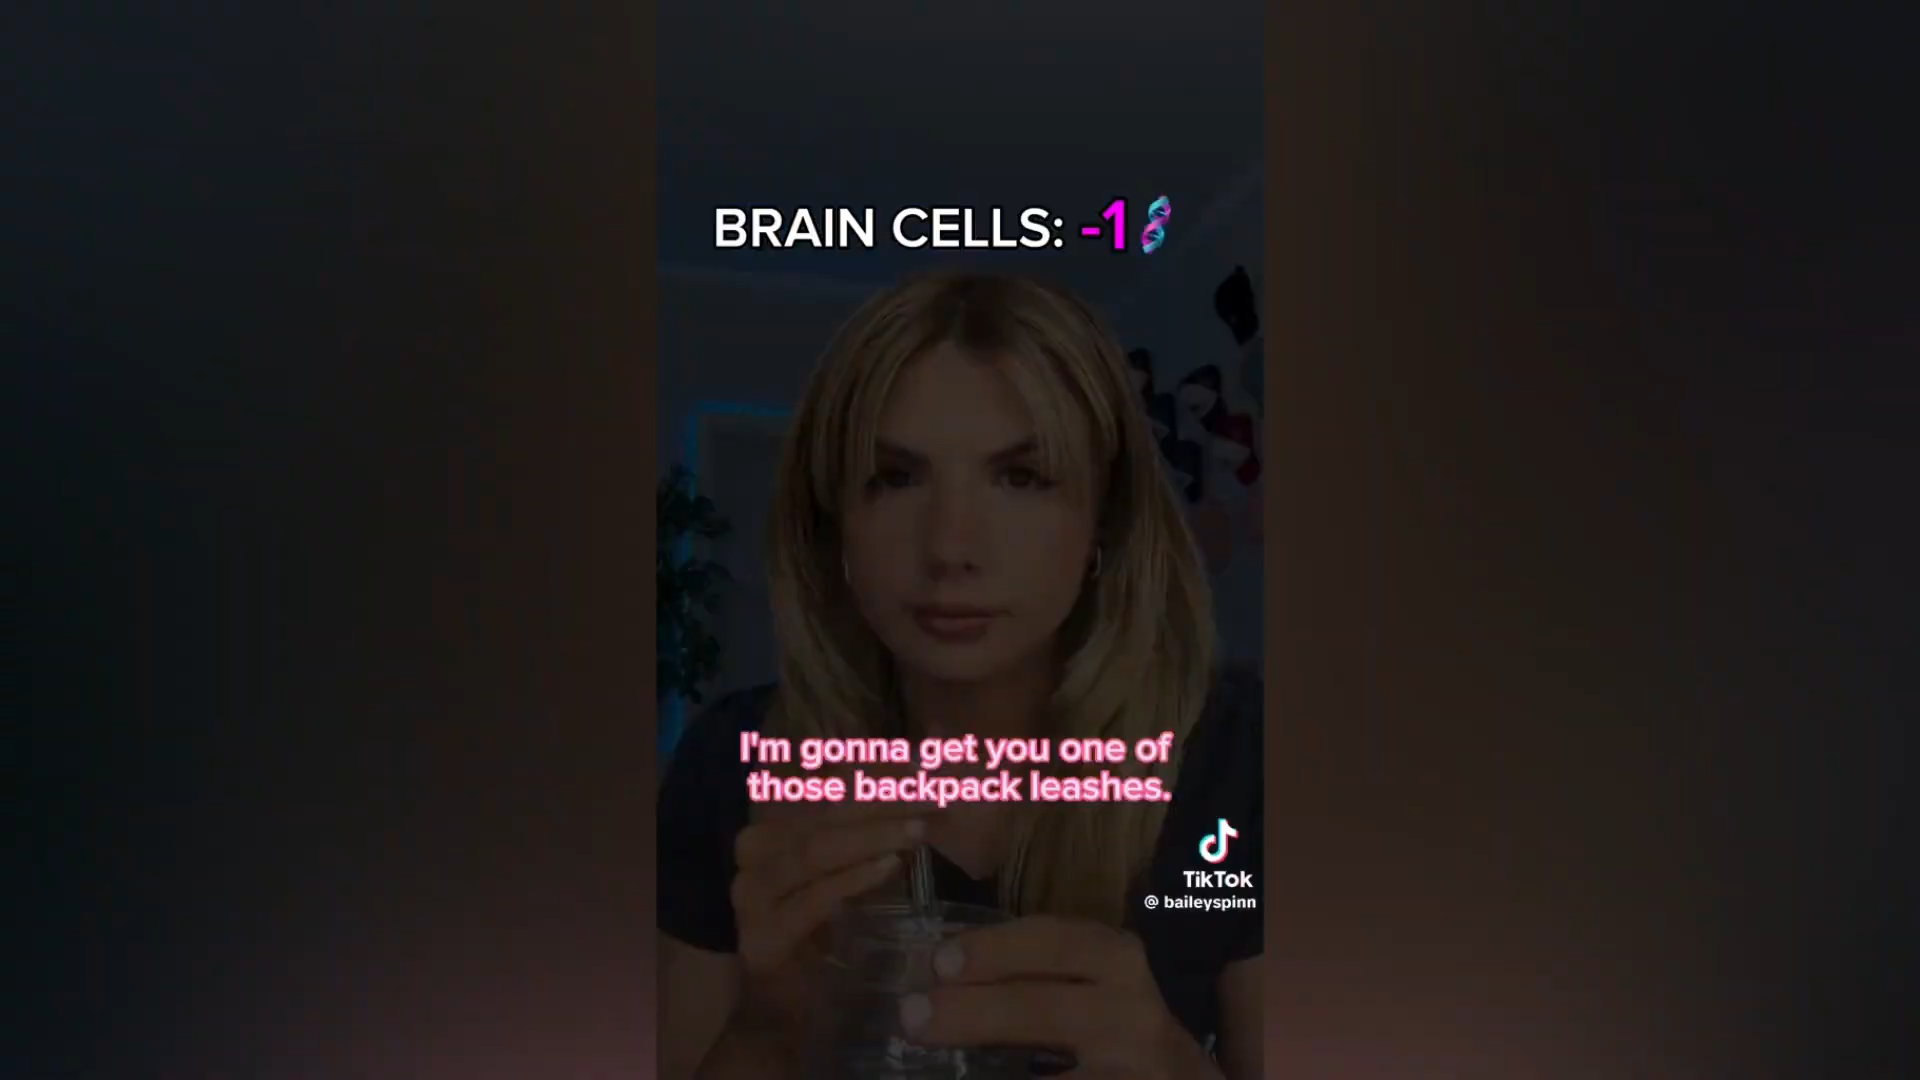 BRAIN CELLS: -1🧬
I'm gonna get you one of
those backpack leashes.
TikTok
@ baileyspinn